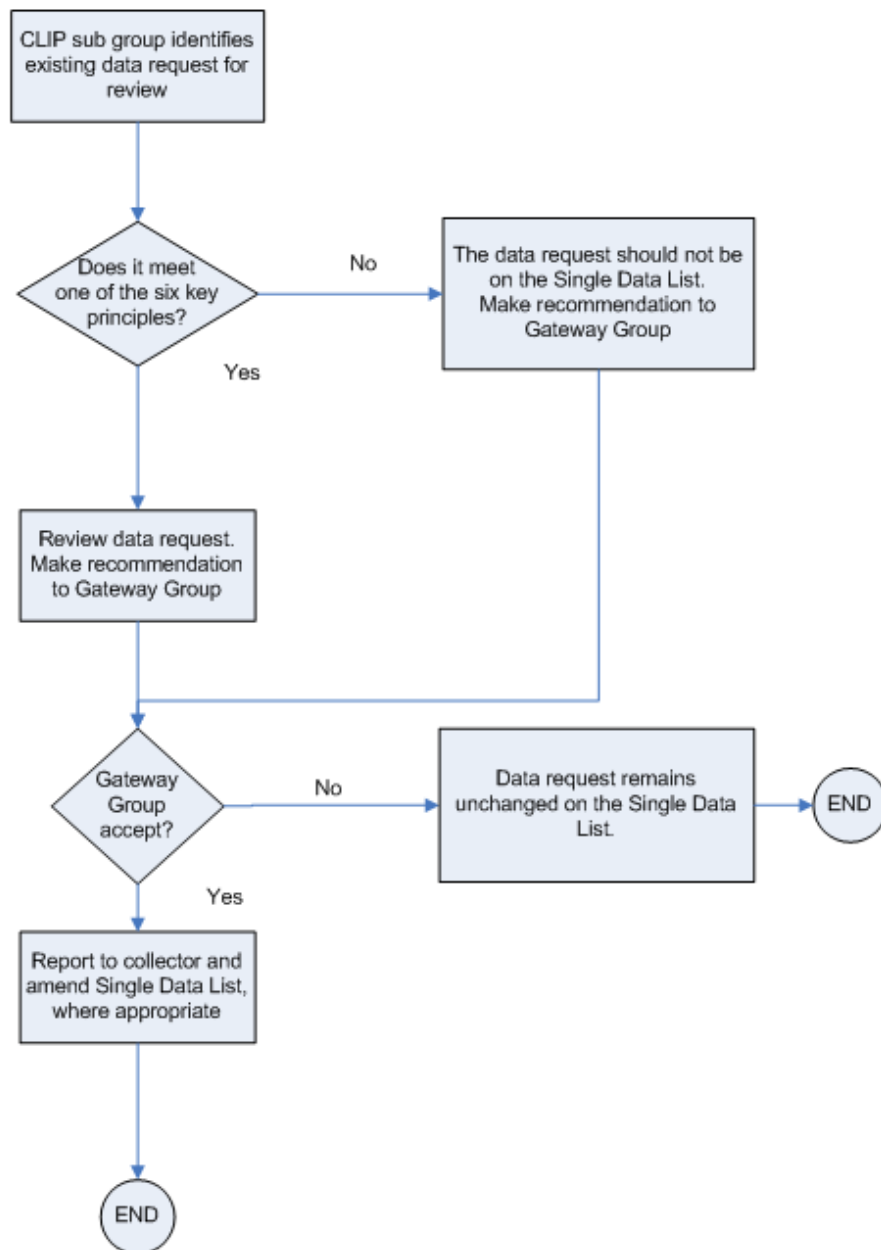 CLIP sub group identifies
existing data request for
review
Does it meet
one of the six key
principles?
No
The data request should not be
on the Single Data List.
Make recommendation to
Gateway Group
Yes
Review data request.
Make recommendation
to Gateway Group
Gateway
Group
accept?
No
Data request remains
unchanged on the Single Data
List.
END
Yes
Report to collector and
amend Single Data List,
where appropriate
END